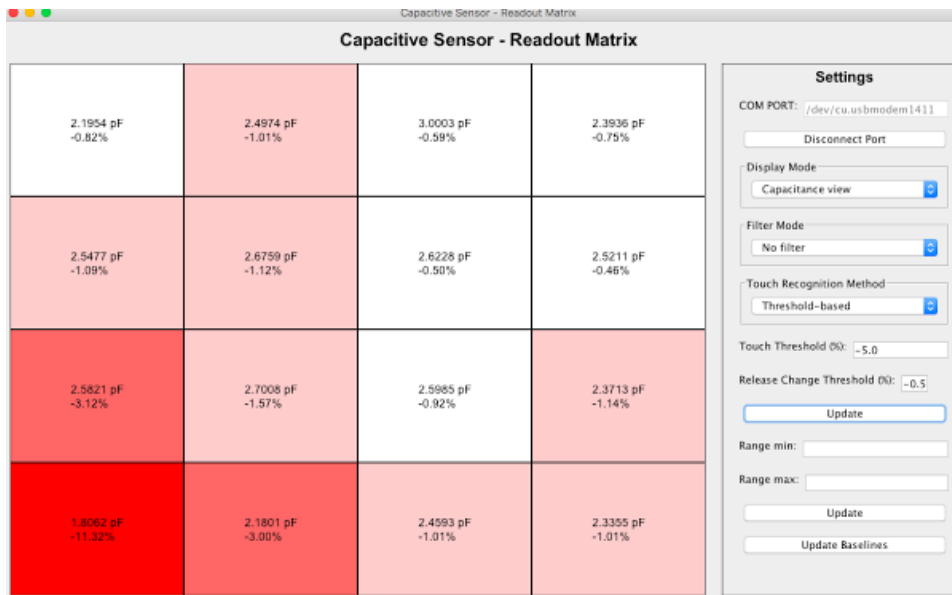 Capacitive Sensor - Readout Matrix
Capacitive Sensor - Readout Matrix
2.1954 pF
-0.82%
2.4974 pF
-1.01%
3.0003 pF
-0.59%
2.3936 pF
-0.75%
2.5477 pF
-1.09%
2.6759 pF
-1.12%
2.6228 pF
-0.50%
2.5211 pF
-0.46%
2.5821 pF
-3.12%
2.7008 pF
-1.57%
2.5985 pF
-0.92%
2.3713 pF
-1.14%
1.8062 pF
-11.32%
2.1801 pF
-3.00%
2.4593 pF
-1.01%
2.3355 pF
-1.01%
Settings
COM PORT: /dev/cu.usbmodem1411
Disconnect Port
Display Mode
Capacitance view
Filter Mode
No filter
Touch Recognition Method
Threshold-based
Touch Threshold (%): -5.0
Release Change Threshold (%): -0.5
Update
Range min:
Range max:
Update
Update Baselines